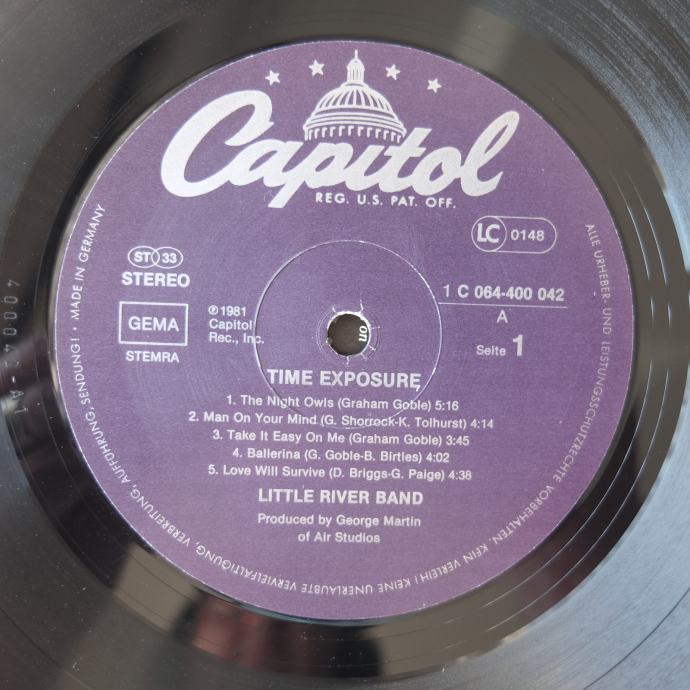 Capitol
REG. U.S. PAT. OFF.
LC 0148
ST 33
STEREO
GEMA
STEMRA
℗1981
Capitol
Rec., Inc.
1 C 064-400 042
A
Seite 1
on
TIME EXPOSURE
1. The Night Owls (Graham Goble) 5:16
2. Man On Your Mind (G. Shorrock-K. Tolhurst) 4:14
3. Take It Easy On Me (Graham Goble) 3:45
4. Ballerina (G. Goble-B. Birtles) 4:02
5. Love Will Survive (D. Briggs-G. Paige) 4:38
LITTLE RIVER BAND
Produced by George Martin
of Air Studios
ALLE URHEBER- UND LEISTUNGSSCHUTZRECHTE VORBEHALTEN. KEIN VERLEIH! KEINE UNERLAUBTE VERVIELFÄLTIGUNG, VERBREITUNG, AUFFÜHRUNG, SENDUNG! • MADE IN GERMANY